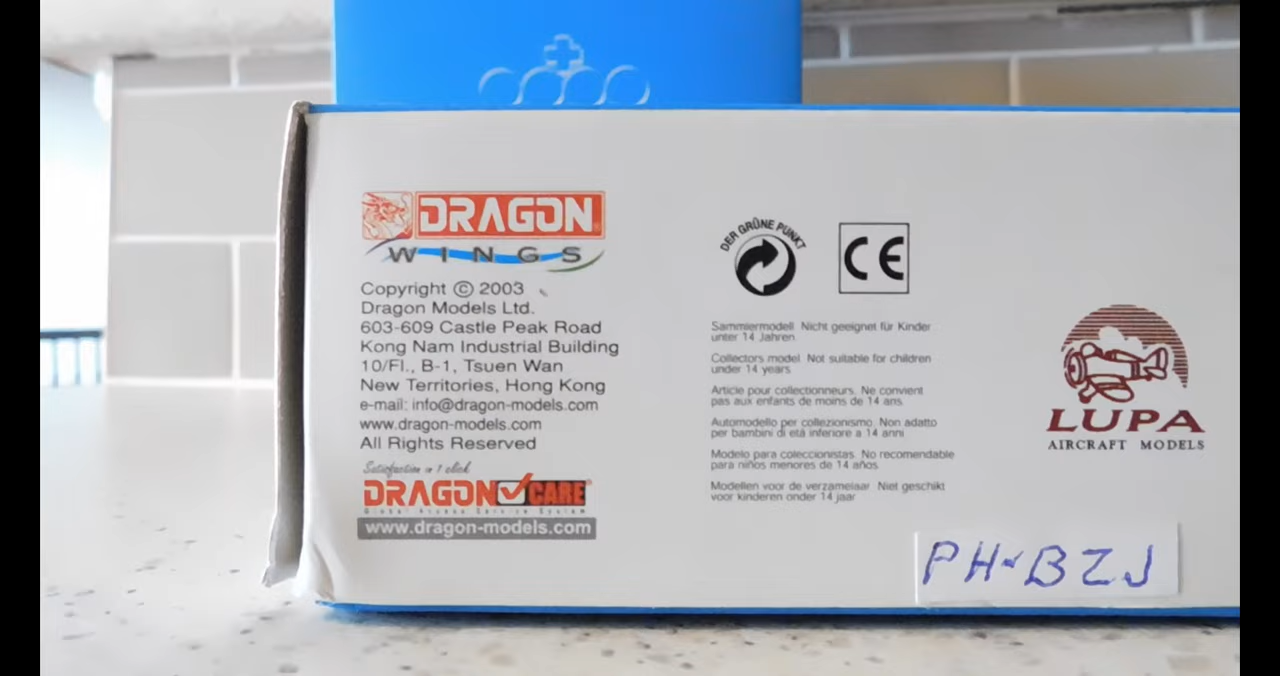 DRAGON
WINGS
Copyright © 2003
Dragon Models Ltd.
603-609 Castle Peak Road
Kong Nam Industrial Building
10/Fl., B-1, Tsuen Wan
New Territories, Hong Kong
e-mail: info@dragon-models.com
www.dragon-models.com
All Rights Reserved
Satisfaction in 1 click
DRAGON CARE
Global Access Service System
www.dragon-models.com
DER GRÜNE PUNKT
CE
Sammlermodell. Nicht geeignet für Kinder
unter 14 Jahren.
Collectors model. Not suitable for children
under 14 years.
Article pour collectionneurs. Ne convient
pas aux enfants de moins de 14 ans.
Automodello per collezionismo. Non adatto
per bambini di età inferiore a 14 anni
Modelo para coleccionistas. No recomendable
para niños menores de 14 años.
Modellen voor de verzamelaar. Niet geschikt
voor kinderen onder 14 jaar
LUPA
AIRCRAFT MODELS
PH-BZJ